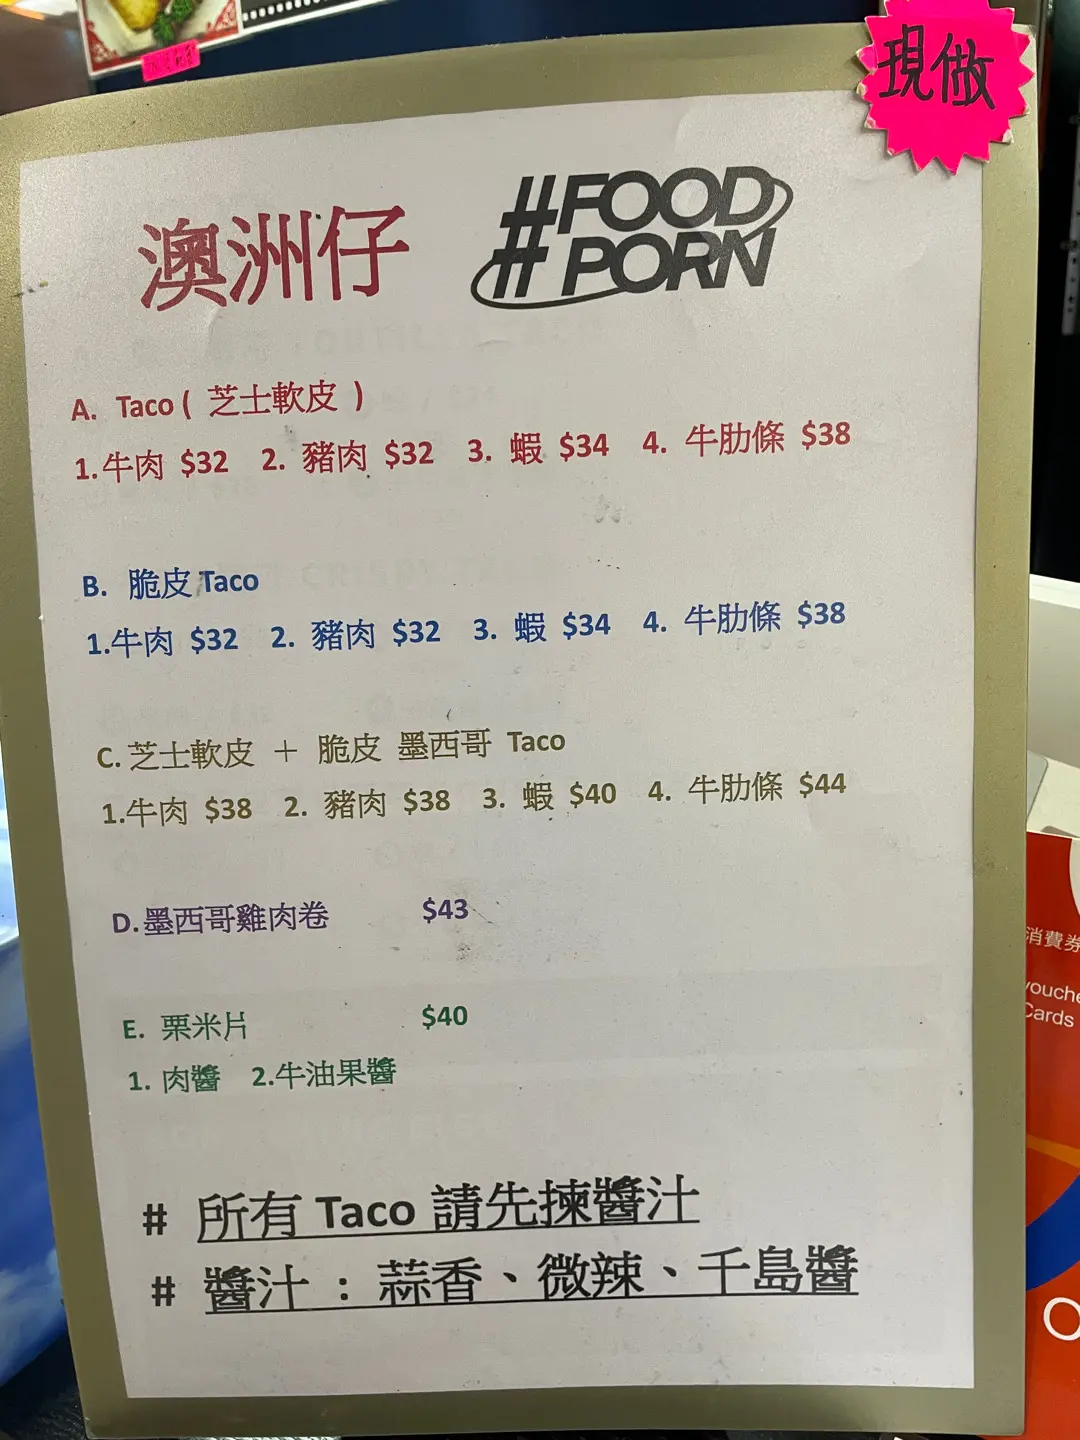 現做
澳洲仔
#FOOD
#PORN
A. Taco ( 芝士軟皮 )
1.牛肉 $32 2. 豬肉 $32 3. 蝦 $34 4. 牛肋條 $38
B. 脆皮 Taco
1.牛肉 $32 2. 豬肉 $32 3. 蝦 $34 4. 牛肋條 $38
C. 芝士軟皮 + 脆皮 墨西哥 Taco
1.牛肉 $38 2. 豬肉 $38 3. 蝦 $40 4. 牛肋條 $44
D.墨西哥雞肉卷 $43
E. 粟米片 $40
1. 肉醬 2.牛油果醬
# 所有 Taco 請先揀醬汁
# 醬汁 : 蒜香、微辣、千島醬
消費券
Cards